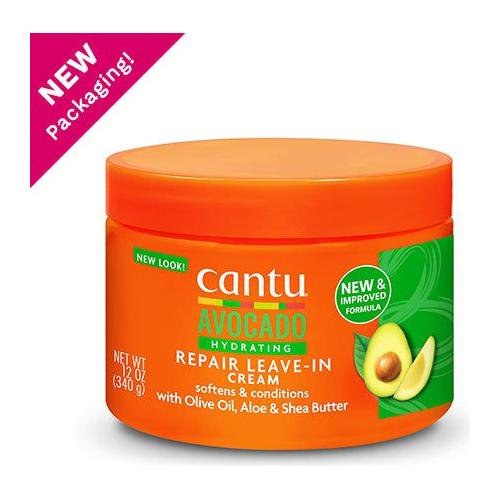 NEW
Packaging!
NEW LOOK!
cantu
AVOCADO
HYDRATING
REPAIR LEAVE-IN
CREAM
softens & conditions
with Olive Oil, Aloe & Shea Butter
NET WT
12 OZ
(340 g)
NEW &
IMPROVED
FORMULA